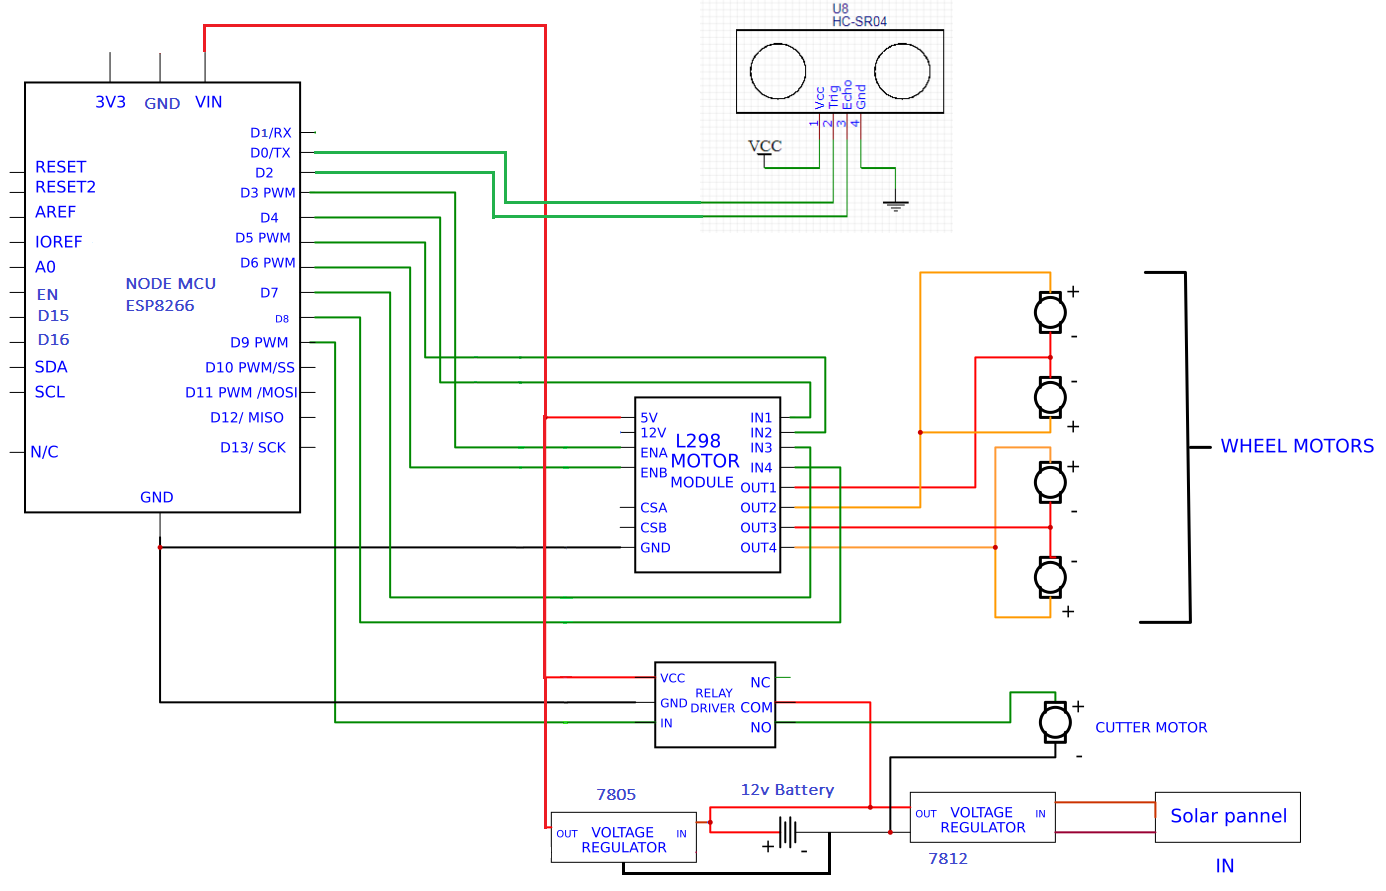 U8
HC-SR04
Vcc
Trig
Echo
Gnd
1
2
3
4
VCC
3V3
GND
VIN
D1/RX
D0/TX
D2
D3 PWM
D4
D5 PWM
D6 PWM
D7
D8
D9 PWM
D10 PWM/SS
D11 PWM /MOSI
D12/ MISO
D13/ SCK
RESET
RESET2
AREF
IOREF
A0
EN
D15
D16
SDA
SCL
N/C
NODE MCU
ESP8266
GND
5V
12V
ENA
ENB
CSA
CSB
GND
L298
MOTOR
MODULE
IN1
IN2
IN3
IN4
OUT1
OUT2
OUT3
OUT4
+
-
-
+
+
-
-
+
WHEEL MOTORS
VCC
GND
IN
RELAY
DRIVER
NC
COM
NO
+
CUTTER MOTOR
-
7805
OUT
VOLTAGE
REGULATOR
IN
12v Battery
+
-
OUT
VOLTAGE
REGULATOR
IN
7812
Solar pannel
IN